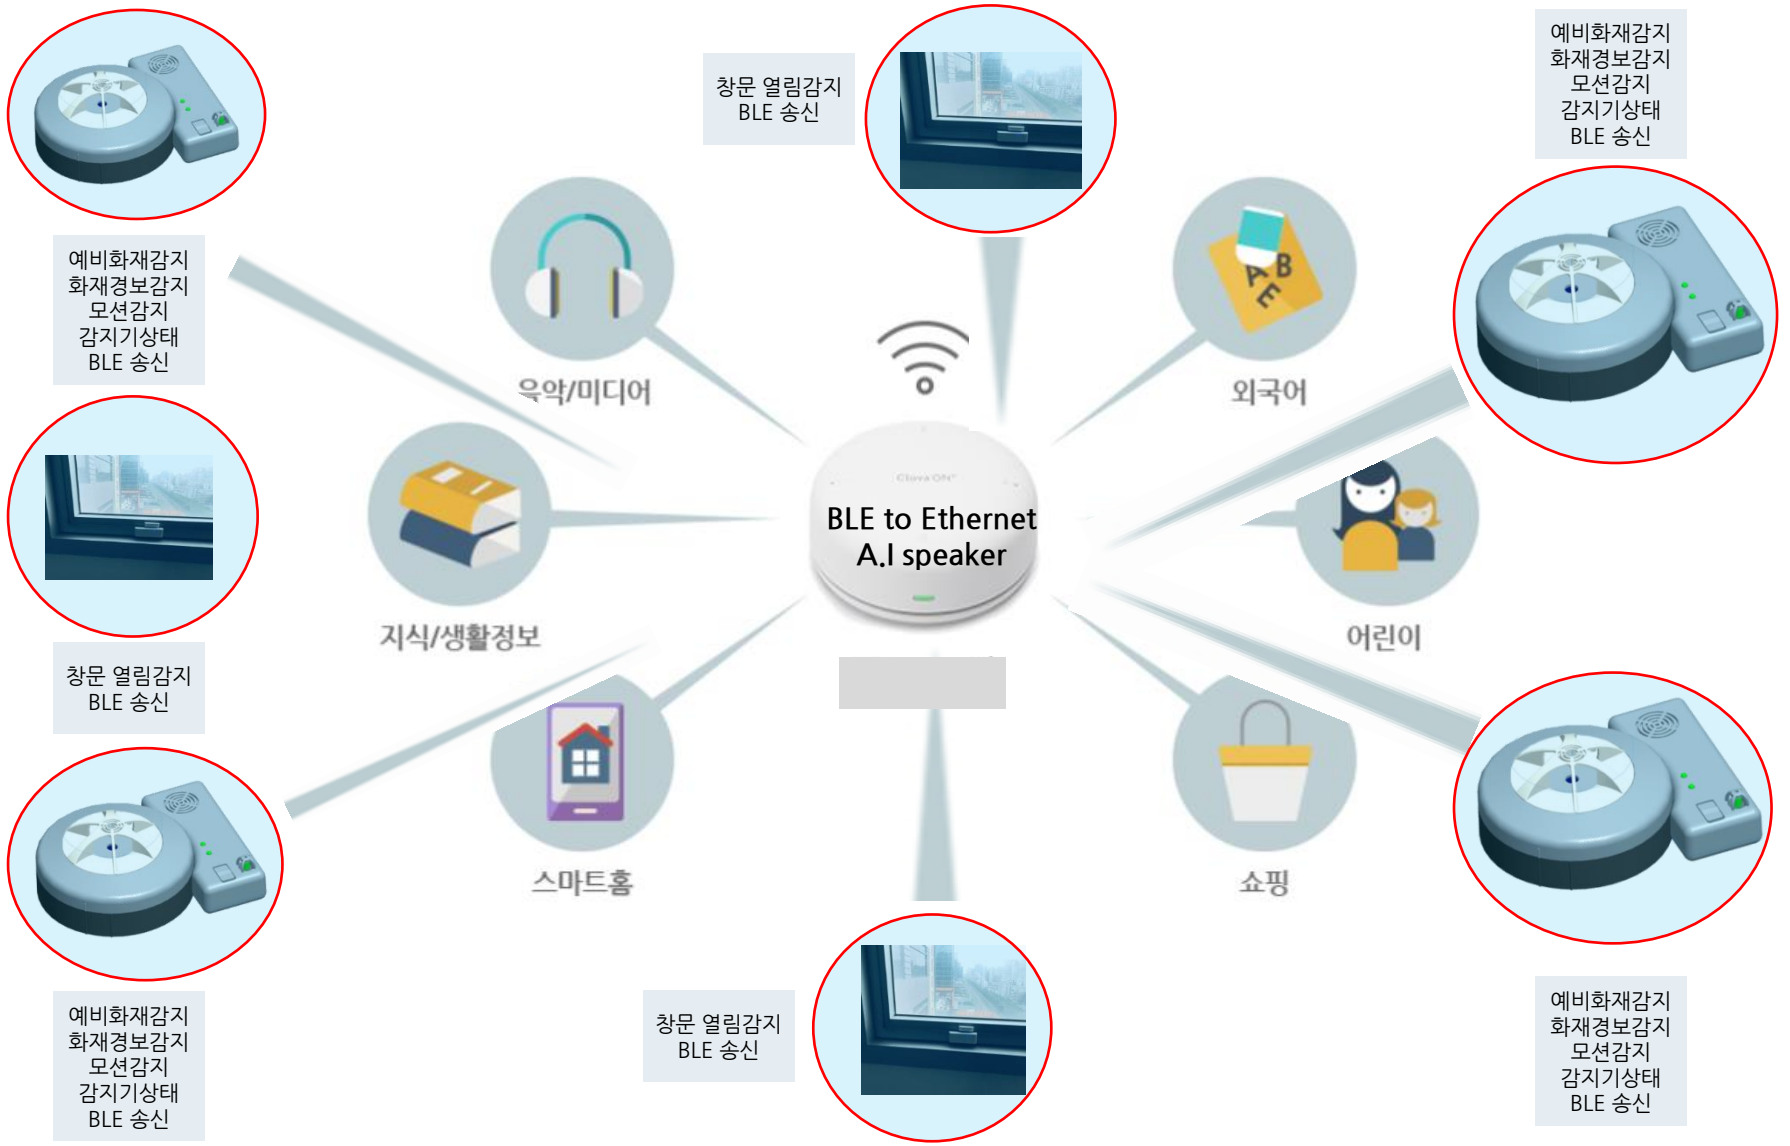 창문 열림감지
BLE 송신
예비화재감지
화재경보감지
모션감지
감지기상태
BLE 송신
예비화재감지
화재경보감지
모션감지
감지기상태
BLE 송신
음악/미디어
외국어
A B
E
Clova ON
BLE to Ethernet
A.I speaker
지식/생활정보
어린이
창문 열림감지
BLE 송신
스마트홈
쇼핑
예비화재감지
화재경보감지
모션감지
감지기상태
BLE 송신
창문 열림감지
BLE 송신
예비화재감지
화재경보감지
모션감지
감지기상태
BLE 송신